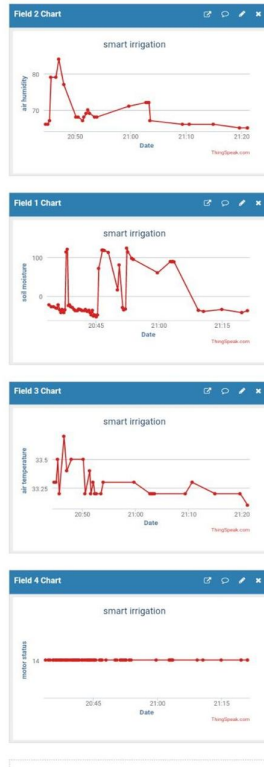 Field 2 Chart
smart irrigation
air humidity
80
70
20:50 21:00 21:10 21:20
Date
ThingSpeak.com
Field 1 Chart
smart irrigation
soil moisture
100
0
20:45 21:00 21:15
Date
ThingSpeak.com
Field 3 Chart
smart irrigation
air temperature
33.5
33.25
20:50 21:00 21:10 21:20
Date
ThingSpeak.com
Field 4 Chart
smart irrigation
motor status
14
20:45 21:00 21:15
Date
ThingSpeak.com